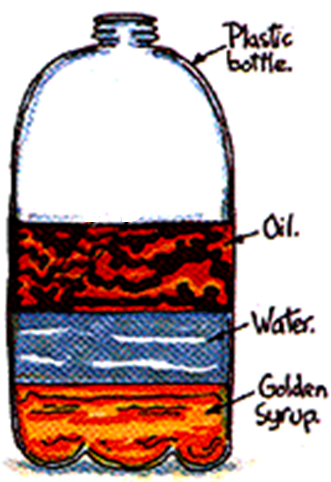 Plastic
bottle.
Oil.
Water.
Golden
Syrup.